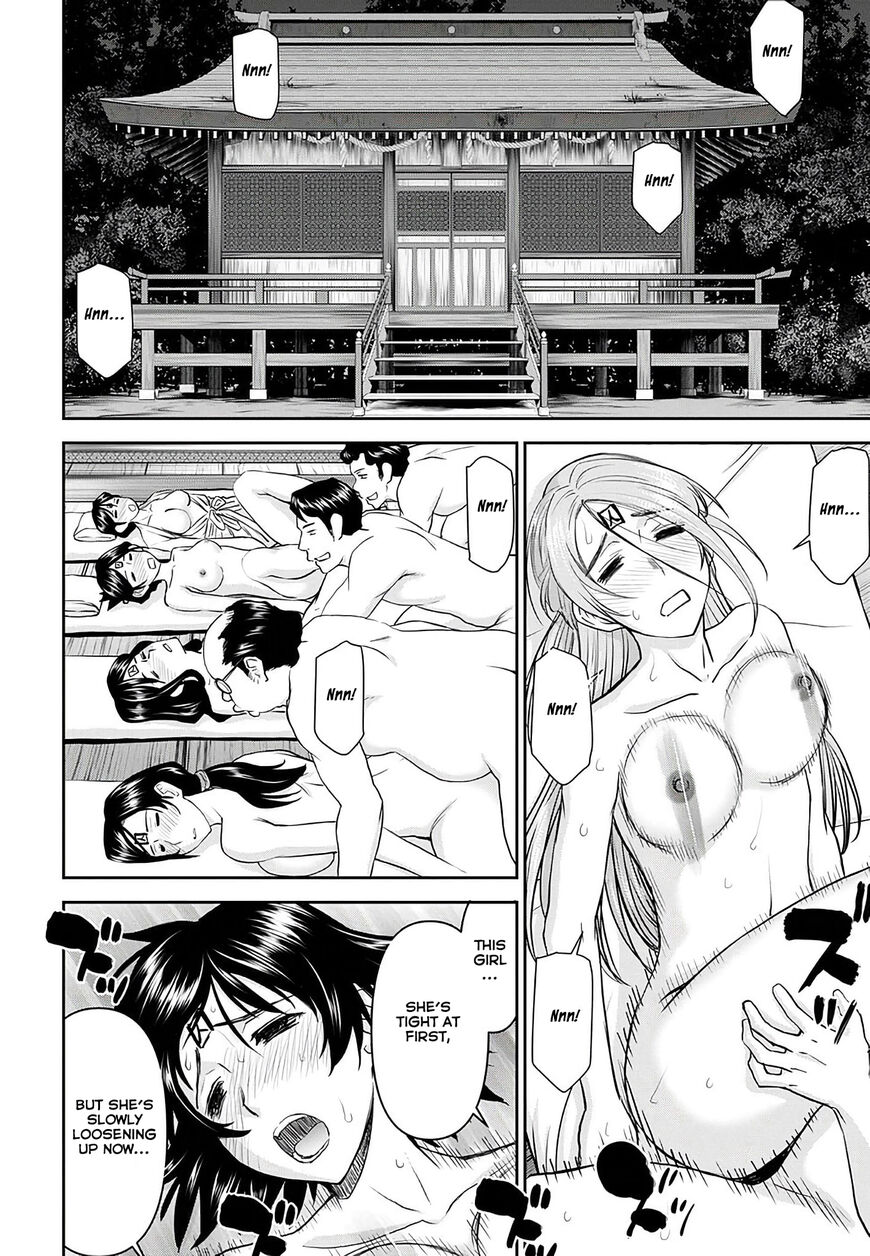 Nnn!
Hnn!
Nnn!
Hnn...
Hnn...
Nnn!
Nnn!
Nnn!
Nnn!
THIS
GIRL
...
SHE'S
TIGHT AT
FIRST,
BUT SHE'S
SLOWLY
LOOSENING
UP NOW...
ズ